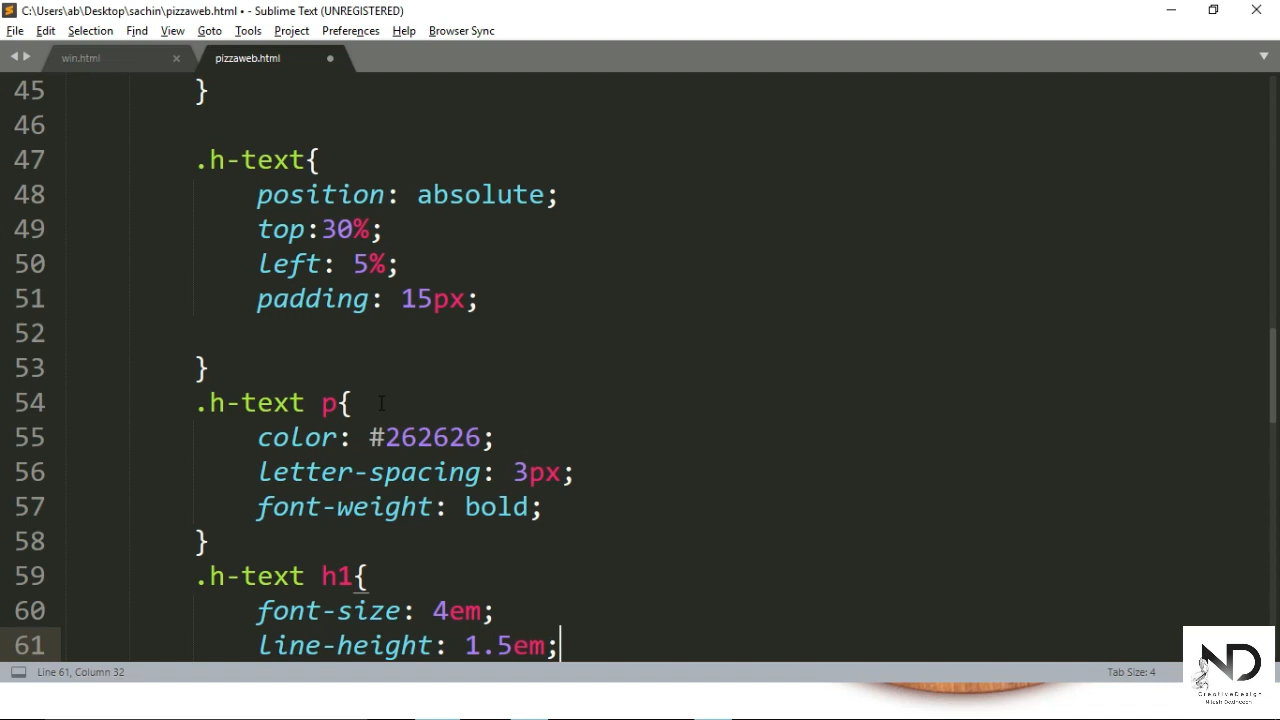 C:\Users\ab\Desktop\sachin\pizzaweb.html • - Sublime Text (UNREGISTERED)
File Edit Selection Find View Goto Tools Project Preferences Help Browser Sync
win.html pizzaweb.html
45 }
46
47 .h-text{
48 position: absolute;
49 top:30%;
50 left: 5%;
51 padding: 15px;
52
53 }
54 .h-text p{
55 color: #262626;
56 letter-spacing: 3px;
57 font-weight: bold;
58 }
59 .h-text h1{
60 font-size: 4em;
61 line-height: 1.5em;
Line 61, Column 32 Tab Size: 4
ND
CreativeDesign